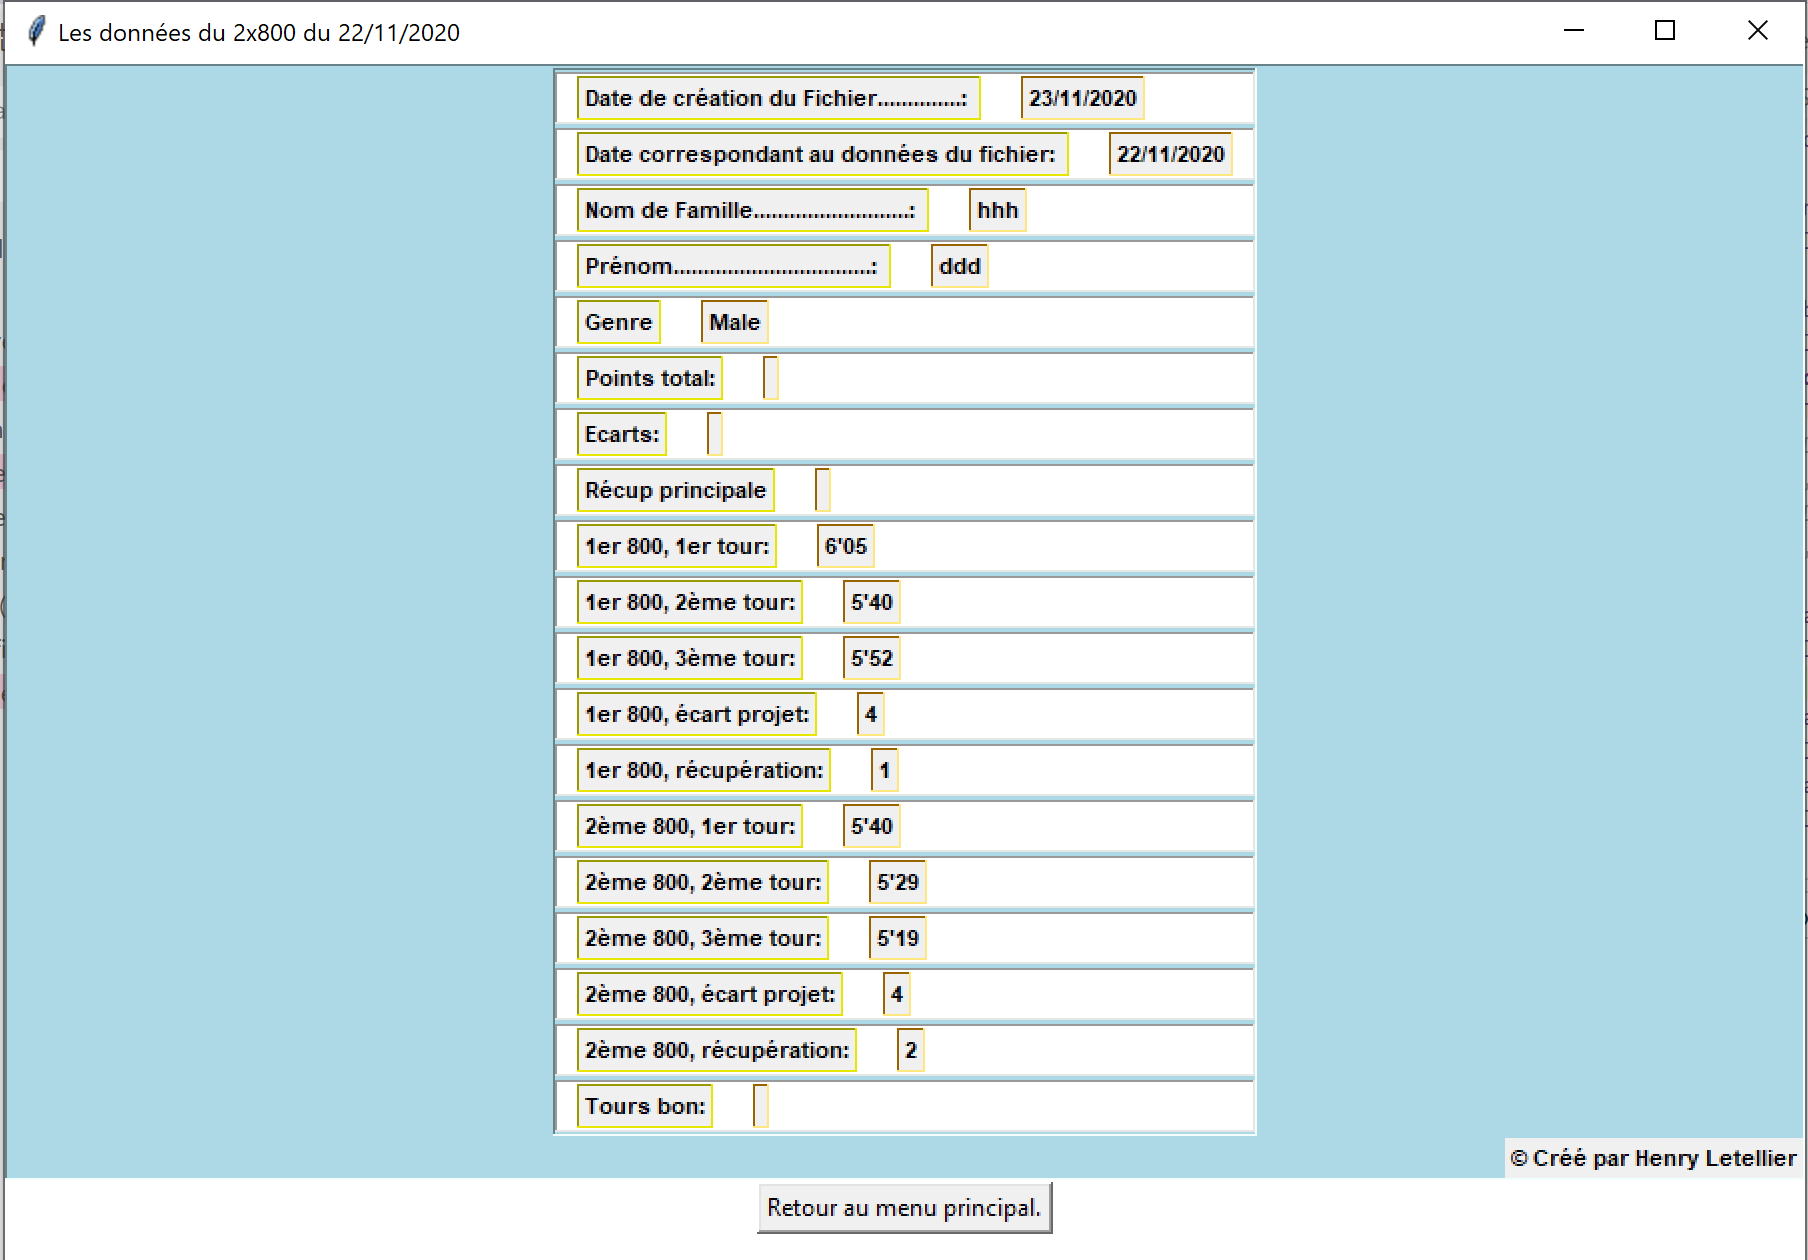 Les données du 2x800 du 22/11/2020
Date de création du Fichier..............: 23/11/2020
Date correspondant au données du fichier: 22/11/2020
Nom de Famille..........................: hhh
Prénom.................................: ddd
Genre Male
Points total:
Ecarts:
Récup principale
1er 800, 1er tour: 6'05
1er 800, 2ème tour: 5'40
1er 800, 3ème tour: 5'52
1er 800, écart projet: 4
1er 800, récupération: 1
2ème 800, 1er tour: 5'40
2ème 800, 2ème tour: 5'29
2ème 800, 3ème tour: 5'19
2ème 800, écart projet: 4
2ème 800, récupération: 2
Tours bon:
© Créé par Henry Letellier
Retour au menu principal.